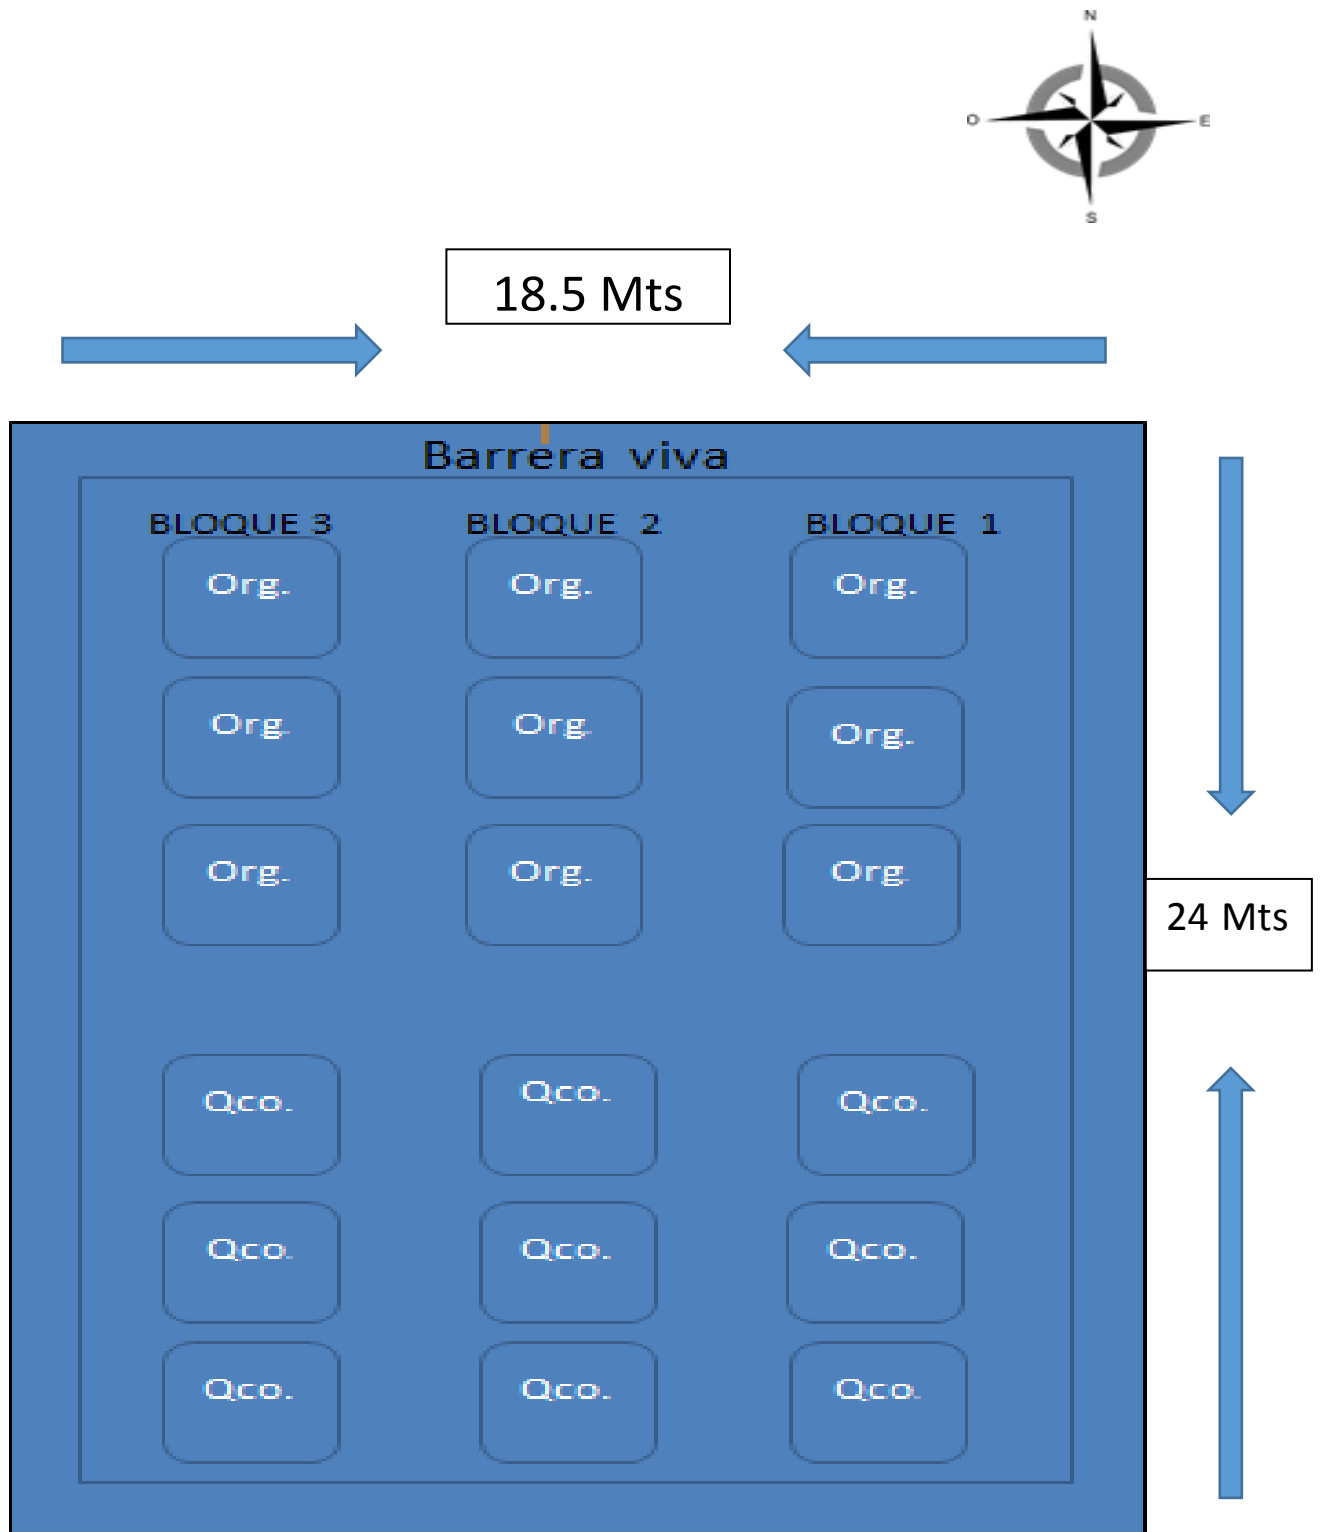 N
O E
S
18.5 Mts
Barrera viva
BLOQUE 3 BLOQUE 2 BLOQUE 1
Org. Org. Org.
Org. Org. Org.
Org. Org. Org.
24 Mts
Qco. Qco. Qco.
Qco. Qco. Qco.
Qco. Qco. Qco.